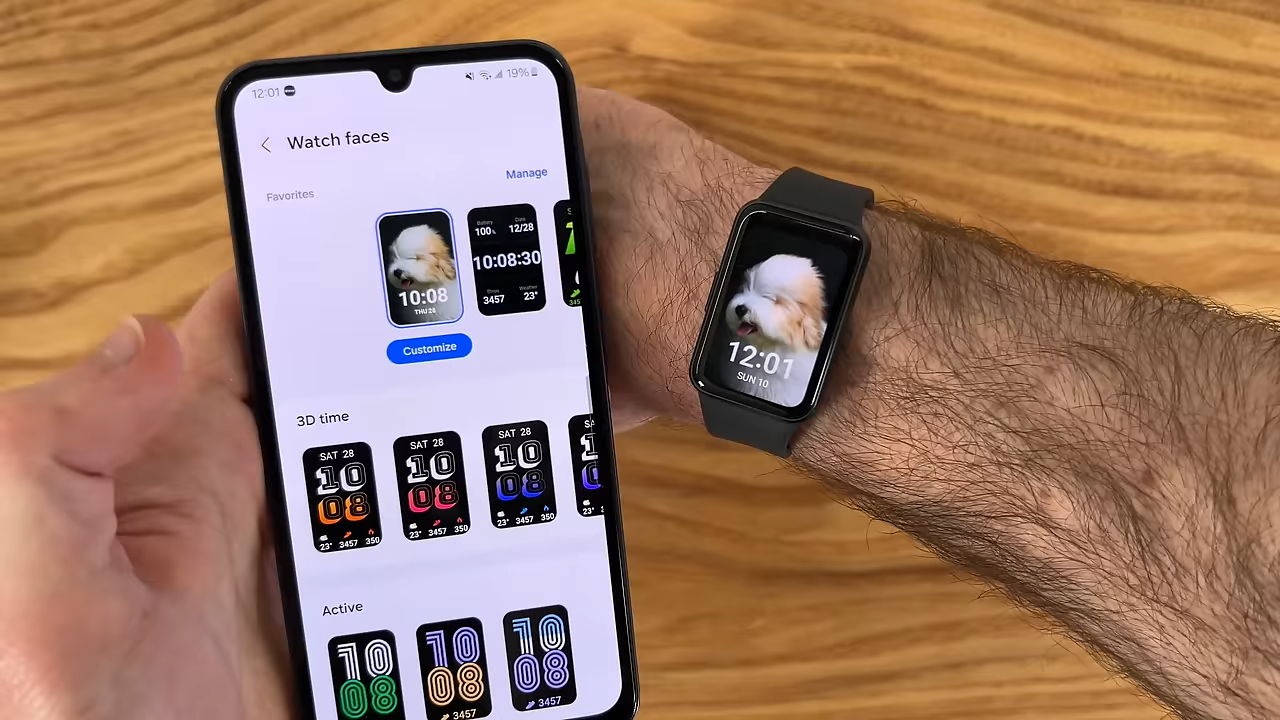 12:01
19%
Watch faces
Manage
Favorites
10:08
THU 28
Battery
Date
100%
12/28
10:08:30
Steps
Weather
3457
23°
Customize
3D time
SAT 28
10
08
23° 3457 350
SAT 28
10
08
23° 3457 350
SAT 28
10
08
23° 3457 350
Active
10
08
10
08
3457
10
08
3457
12:01
SUN 10